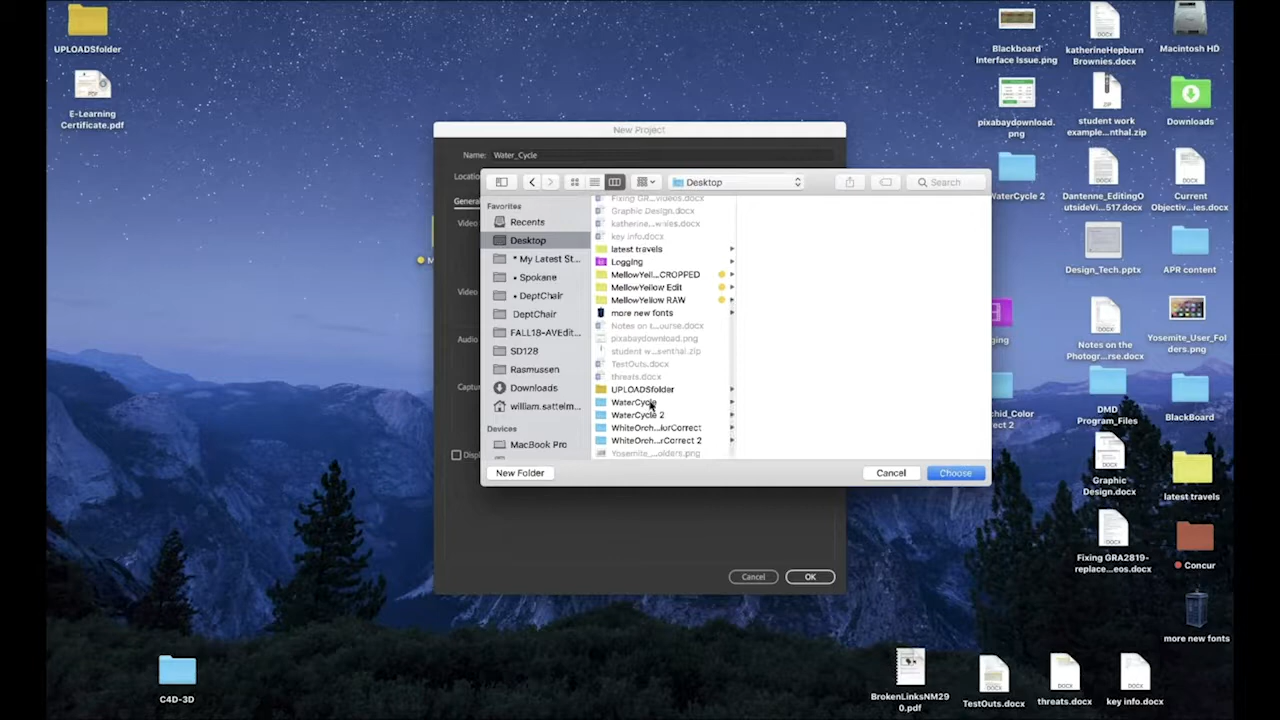 UPLOADSfolder
E-Learning
Certificate.pdf
C4D-3D
New Project
Name:
Water_Cycle
Desktop
Search
Favorites
Recents
Desktop
* My Latest St...
• Spokane
• DeptChair
DeptChair
FALL18-AVEdit...
SD128
Rasmussen
Downloads
william.sattelm...
Devices
MacBook Pro
Graphic Design.docx
key info.docx
latest travels
Logging
MellowYell...CROPPED
MellowYellow Edit
MellowYellow RAW
more new fonts
Notes on t...ourse.docx
pixabaydownload.png
student w...senthal.zip
TestOuts.docx
threats.docx
UPLOADSfolder
WaterCycle
WaterCycle 2
WhiteOrch...lorCorrect
WhiteOrch...rCorrect 2
Yosemite_...olders.png
New Folder
Cancel
Choose
Video
Video
Audio
Cancel
OK
Blackboard
Interface Issue.png
katherineHepburn
Brownies.docx
Macintosh HD
pixabaydownload.
png
student work
example...nthal.zip
Downloads
WaterCycle 2
Dantenne_EditingO
utsideVi...517.docx
Current
Objectiv...ies.docx
Design_Tech.pptx
APR content
Notes on the
Photogr...rse.docx
Yosemite_User_Fol
ders.png
DMD
Program_Files
BlackBoard
Graphic
Design.docx
latest travels
Fixing GRA2819-
replace...eos.docx
Concur
more new fonts
BrokenLinksNM29
0.pdf
TestOuts.docx
threats.docx
key info.docx